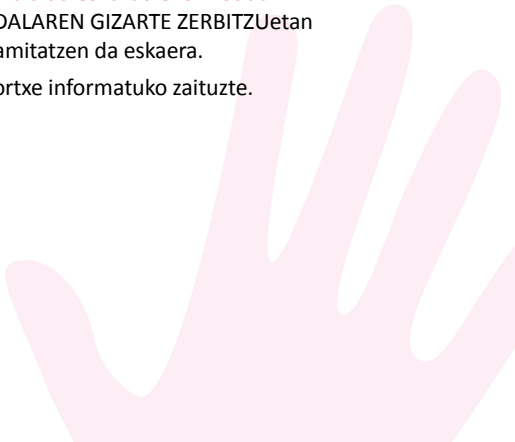 DALAREN GIZARTE ZERBITZUetan
amitatzen da eskaera.
ortxe informatuko zaituzte.